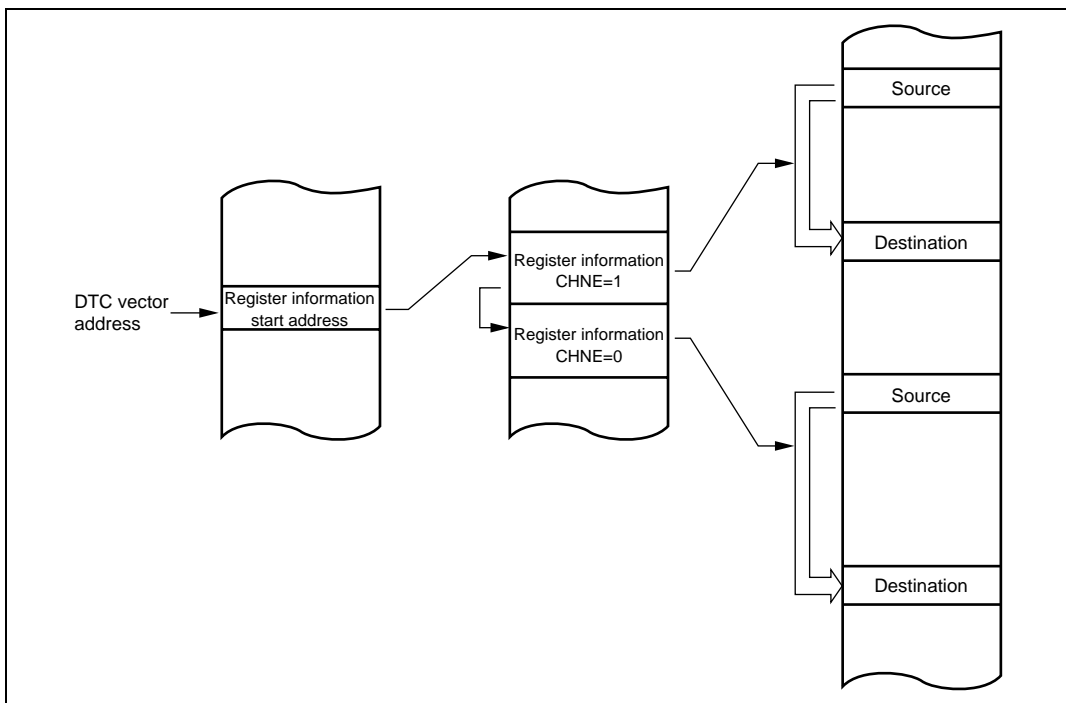 DTC vector
address
Register information
start address
Register information
CHNE=1
Register information
CHNE=0
Source
Destination
Source
Destination